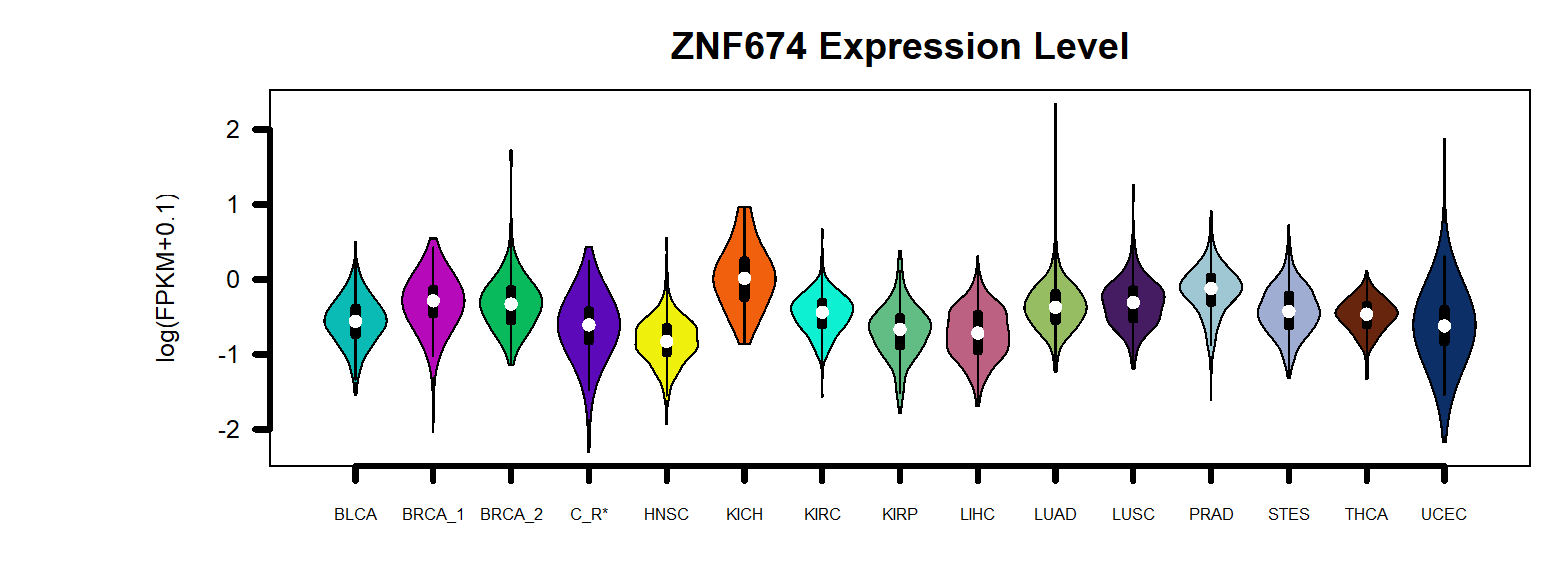 ZNF674 Expression Level
log(FPKM+0.1)
2
1
0
-1
-2
BLCA BRCA_1 BRCA_2 C_R* HNSC KICH KIRC KIRP LIHC LUAD LUSC PRAD STES THCA UCEC